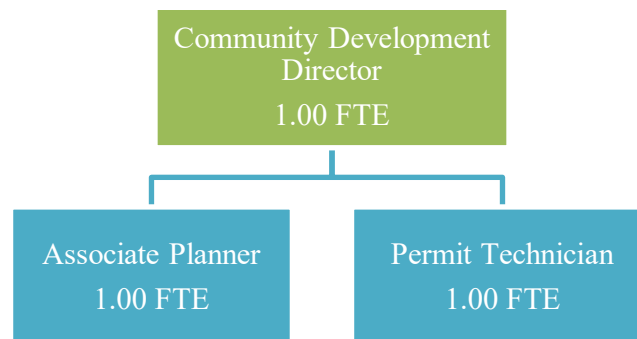 Community Development
Director
1.00 FTE
Associate Planner
1.00 FTE
Permit Technician
1.00 FTE